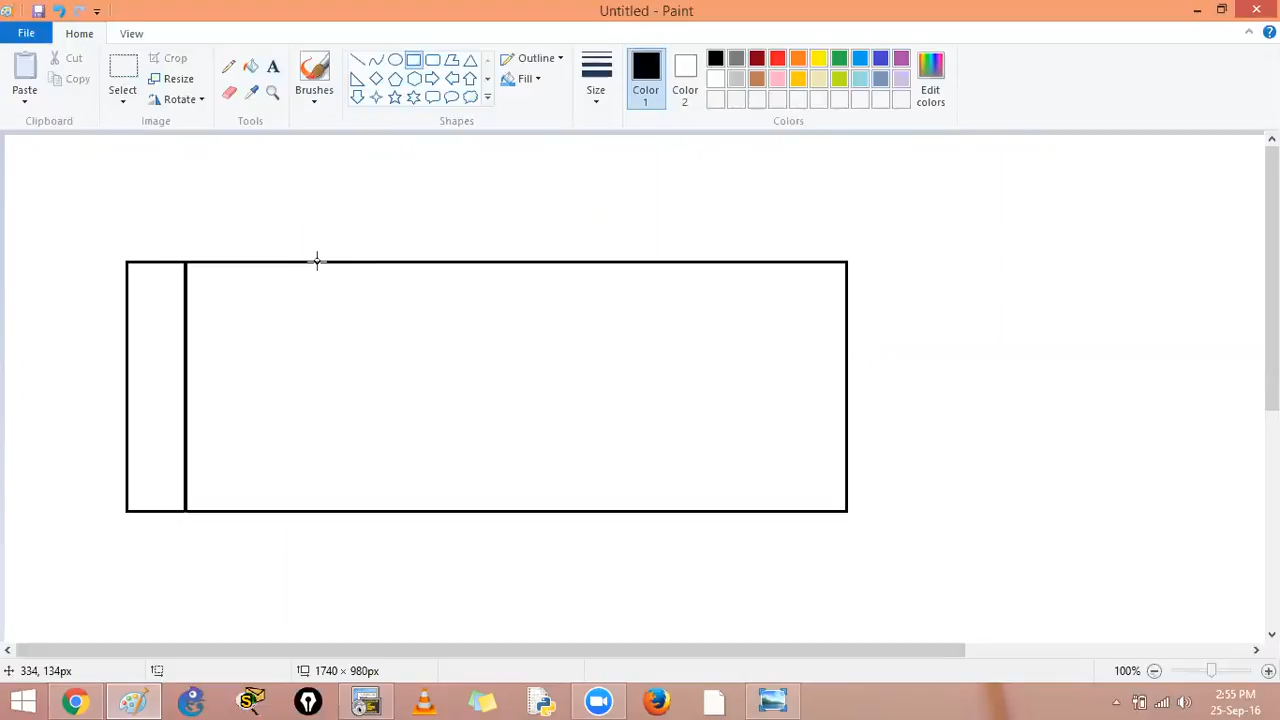 Untitled - Paint
File
Home
View
Paste
Cut
Copy
Clipboard
Select
Crop
Resize
Rotate
Image
A
Tools
Brushes
Outline
Fill
Shapes
Size
Color
1
Color
2
Edit
colors
Colors
334, 134px
1740 × 980px
100%
2:55 PM
25-Sep-16